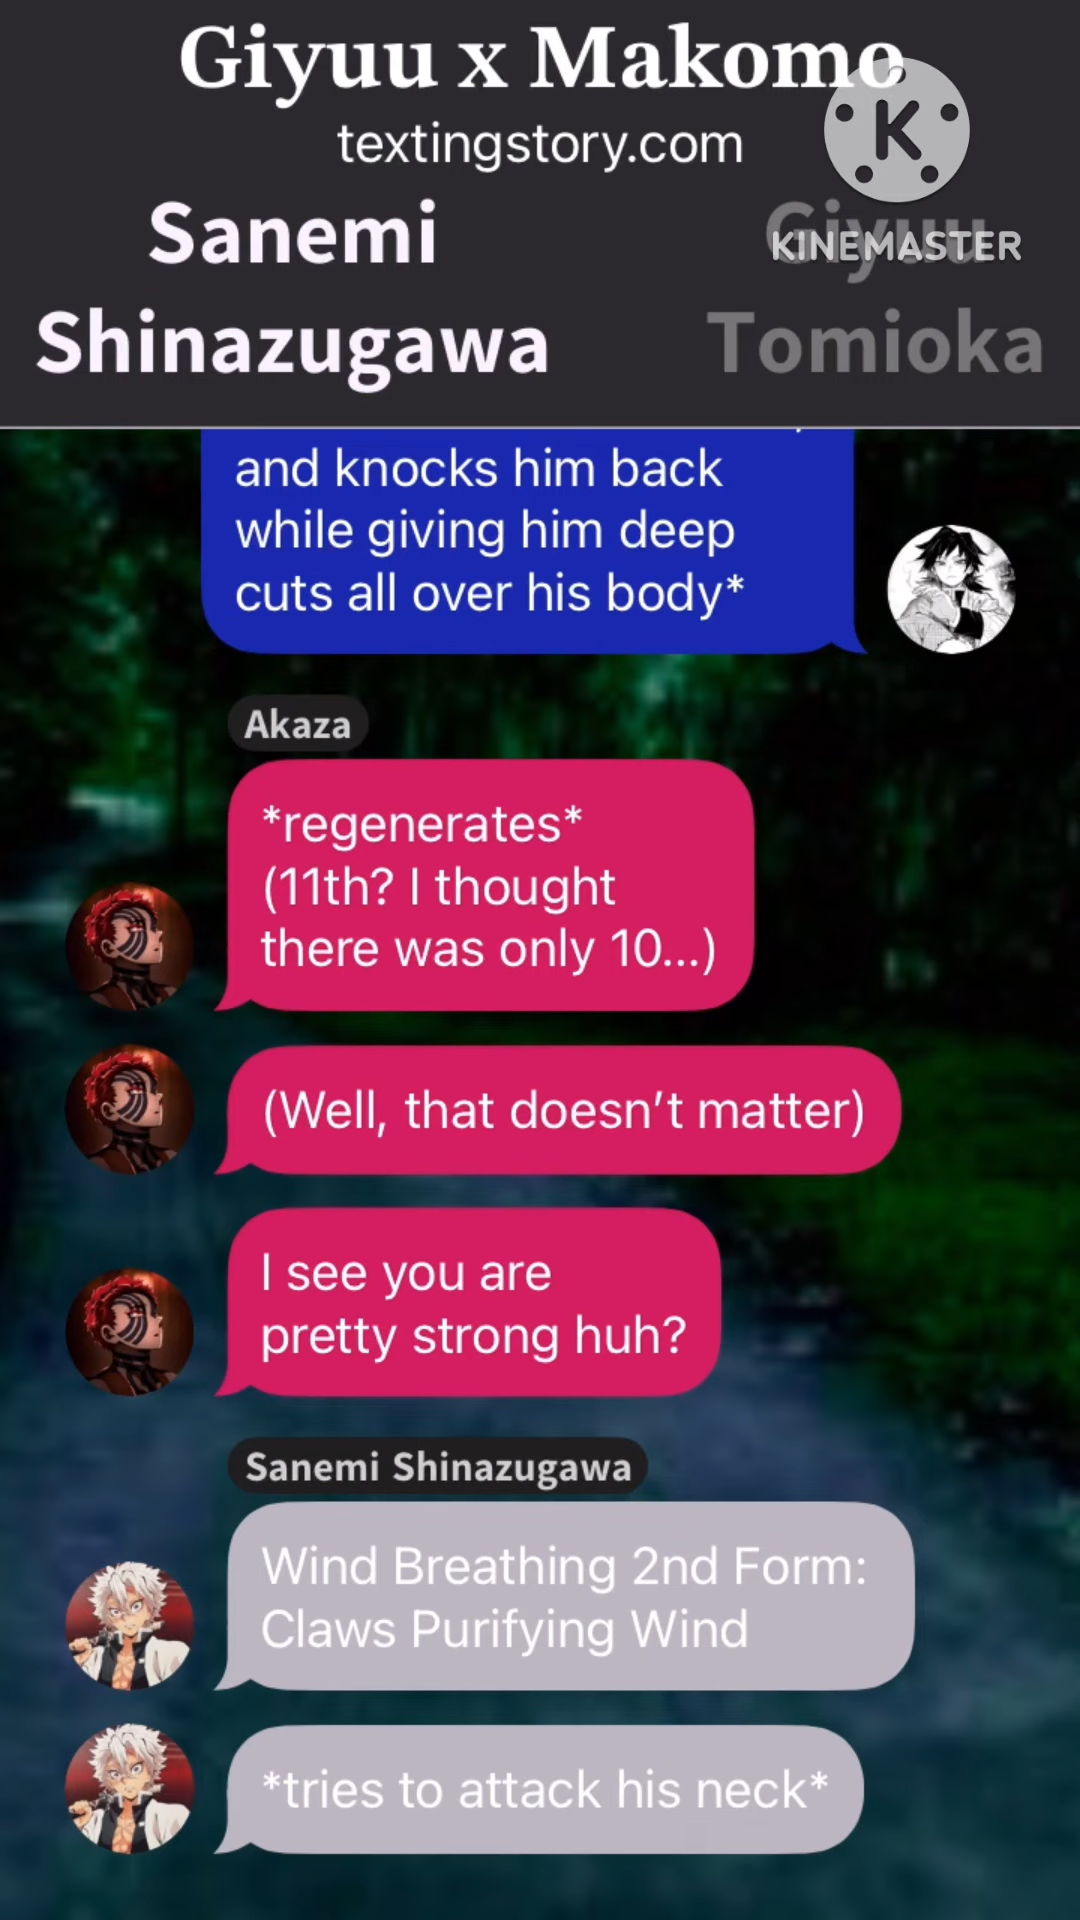 Giyuu x Makomo
textingstory.com
K
KINEMASTER
Sanemi
Shinazugawa
Giyuu
Tomioka
and knocks him back
while giving him deep
cuts all over his body*
Akaza
*regenerates*
(11th? I thought
there was only 10...)
(Well, that doesn't matter)
I see you are
pretty strong huh?
Sanemi Shinazugawa
Wind Breathing 2nd Form:
Claws Purifying Wind
*tries to attack his neck*